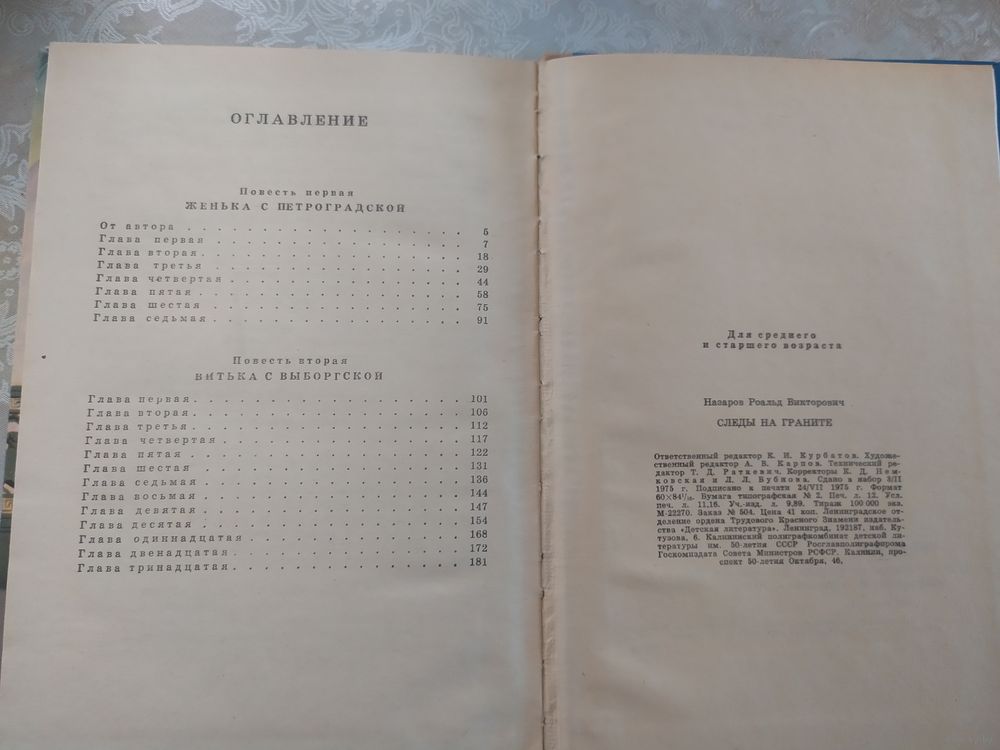 ОГЛАВЛЕНИЕ
Повесть первая
ЖЕНЬКА С ПЕТРОГРАДСКОЙ
От автора . . . . . . . . . . . . . . . . 5
Глава первая . . . . . . . . . . . . . . . . 7
Глава вторая . . . . . . . . . . . . . . . . 18
Глава третья . . . . . . . . . . . . . . . . 29
Глава четвертая . . . . . . . . . . . . . . . . 44
Глава пятая . . . . . . . . . . . . . . . . 58
Глава шестая . . . . . . . . . . . . . . . . 75
Глава седьмая . . . . . . . . . . . . . . . . 91
Повесть вторая
ВИТЬКА С ВЫБОРГСКОЙ
Глава первая . . . . . . . . . . . . . . . . 101
Глава вторая . . . . . . . . . . . . . . . . 106
Глава третья . . . . . . . . . . . . . . . . 112
Глава четвертая . . . . . . . . . . . . . . . . 117
Глава пятая . . . . . . . . . . . . . . . . 122
Глава шестая . . . . . . . . . . . . . . . . 131
Глава седьмая . . . . . . . . . . . . . . . . 136
Глава восьмая . . . . . . . . . . . . . . . . 144
Глава девятая . . . . . . . . . . . . . . . . 147
Глава десятая . . . . . . . . . . . . . . . . 154
Глава одиннадцатая . . . . . . . . . . . . . . . . 168
Глава двенадцатая . . . . . . . . . . . . . . . . 172
Глава тринадцатая . . . . . . . . . . . . . . . . 181
Для среднего
и старшего возраста
Назаров Роальд Викторович
СЛЕДЫ НА ГРАНИТЕ
Ответственный редактор К. И. Курбатов. Художе-
ственный редактор А. В. Карпов. Технический ре-
дактор Т. Д. Раткевич. Корректоры К. Д. Нем-
ковская и Л. Л. Бубнова. Сдано в набор 3/II
1975 г. Подписано к печати 24/VII 1975 г. Формат
60×84¹/₁₆. Бумага типографская № 2. Печ. л. 12. Усл.
печ. л. 11,16. Уч.-изд. л. 9,89. Тираж 100 000 экз.
М-22270. Заказ № 504. Цена 41 коп. Ленинградское от-
деление ордена Трудового Красного Знамени издатель-
ства «Детская литература». Ленинград, 192187, наб. Ку-
тузова, 6. Калининский полиграфкомбинат детской ли-
тературы им. 50-летия СССР Росглавполиграфпрома
Госкомиздата Совета Министров РСФСР. Калинин, про-
спект 50-летия Октября, 46.